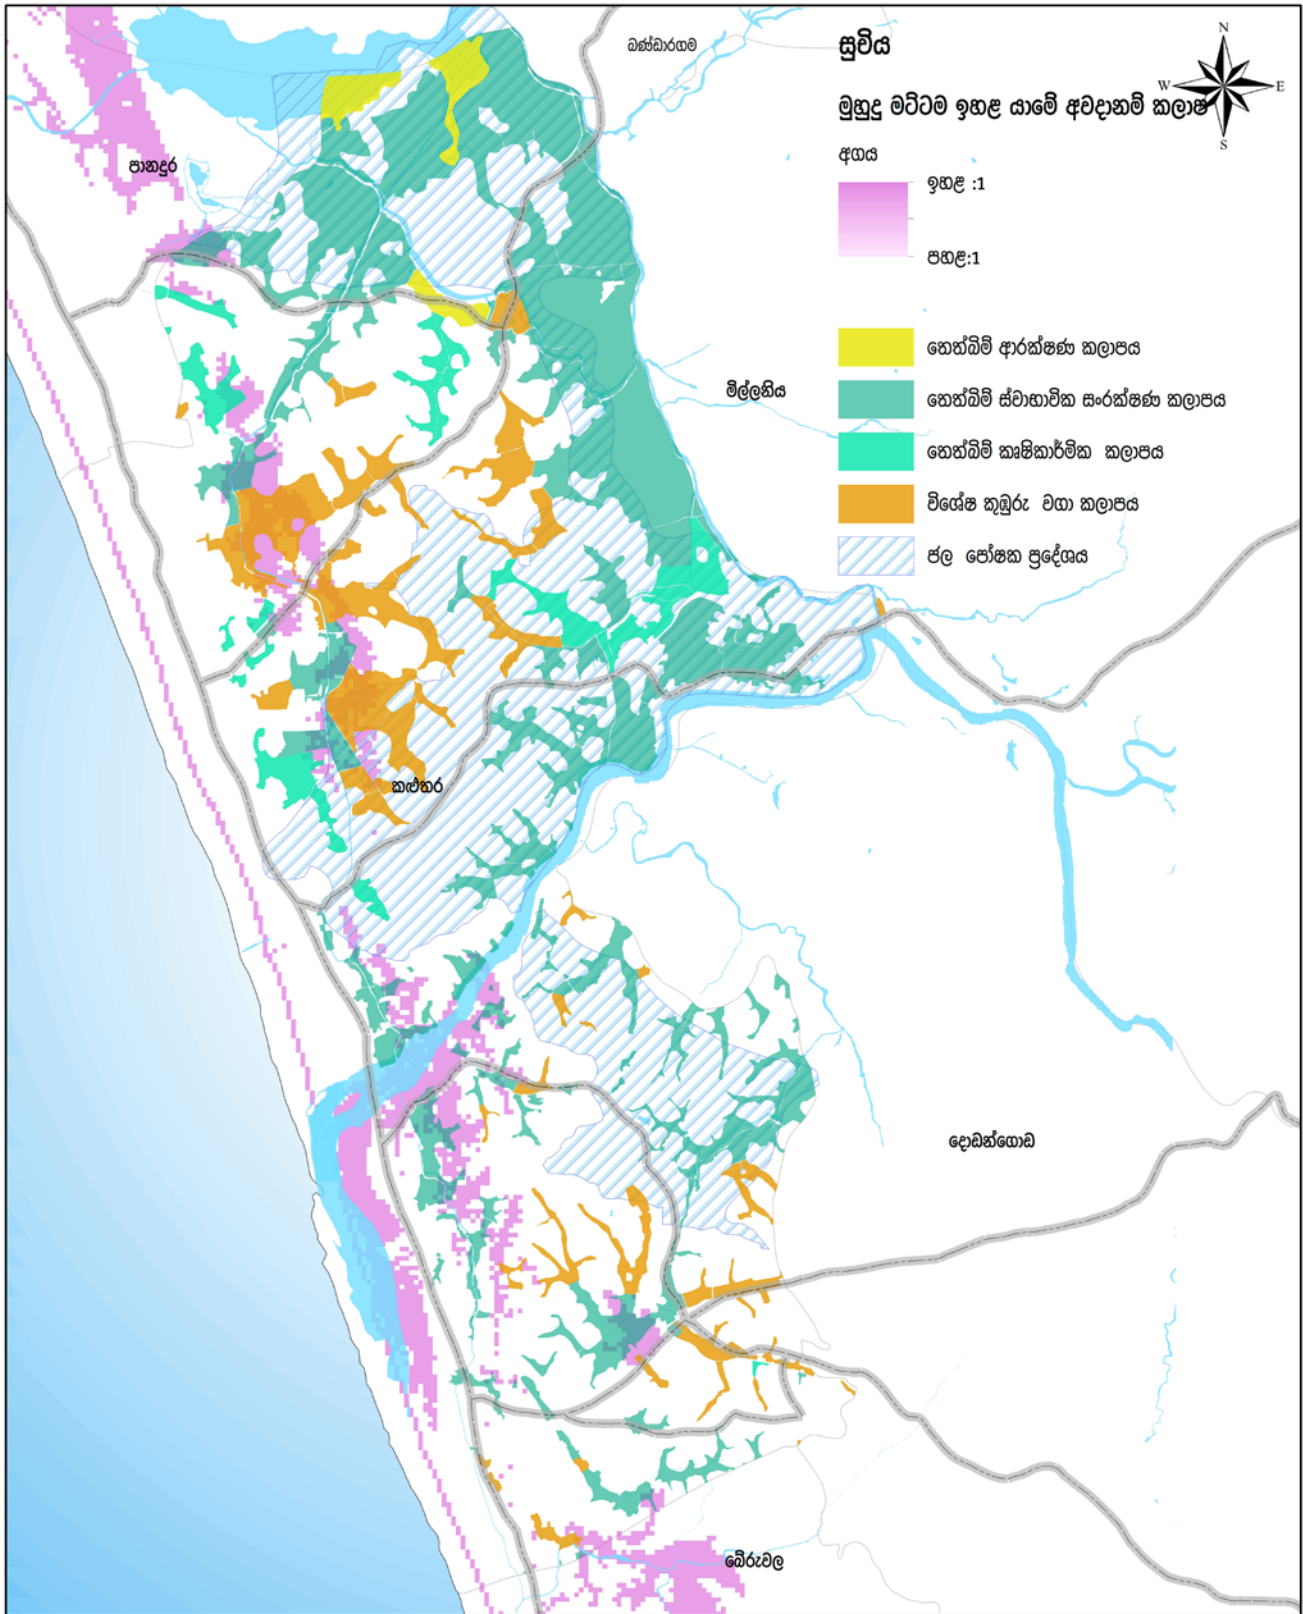 බණ්ඩාරගම
සූචිය
N
W
E
S
මුහුදු මට්ටම ඉහළ යාමේ අවදානම් කලාප
අගය
ඉහළ :1
පහළ:1
පානදුර
තෙත්බිම් ආරක්ෂණ කලාපය
මිල්ලනිය
තෙත්බිම් ස්වාභාවික සංරක්ෂණ කලාපය
තෙත්බිම් කෘෂිකාර්මික කලාපය
විශේෂ කුඹුරු වගා කලාපය
ජල පෝෂක ප්‍රදේශය
කළුතර
දොඩන්ගොඩ
බේරුවල